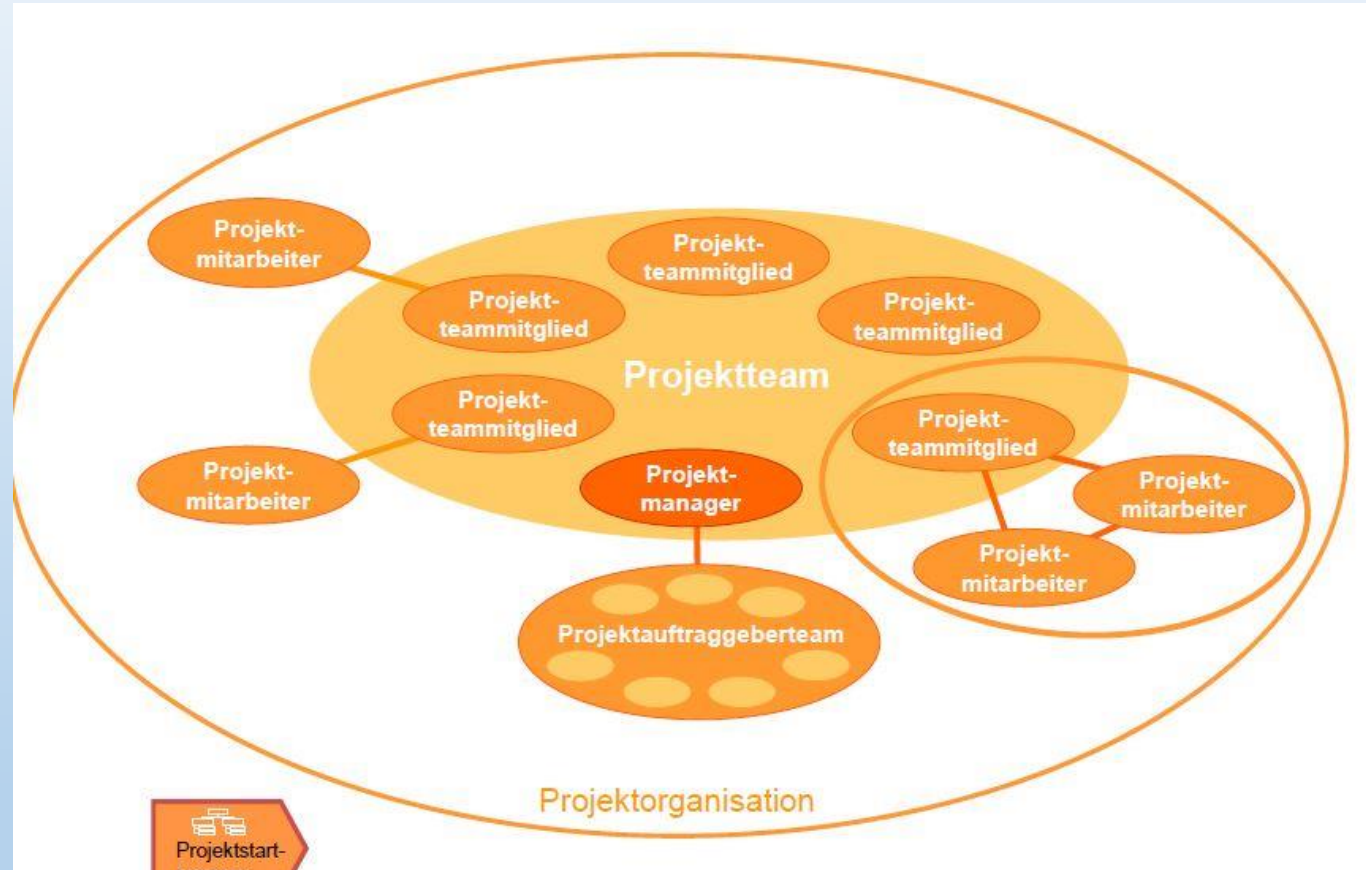 Projekt-
mitarbeiter
Projekt-
teammitglied
Projekt-
teammitglied
Projekt-
teammitglied
Projektteam
Projekt-
teammitglied
Projekt-
teammitglied
Projekt-
mitarbeiter
Projekt-
manager
Projekt-
mitarbeiter
Projekt-
mitarbeiter
Projektauftraggeberteam
Projektorganisation
Projektstart-